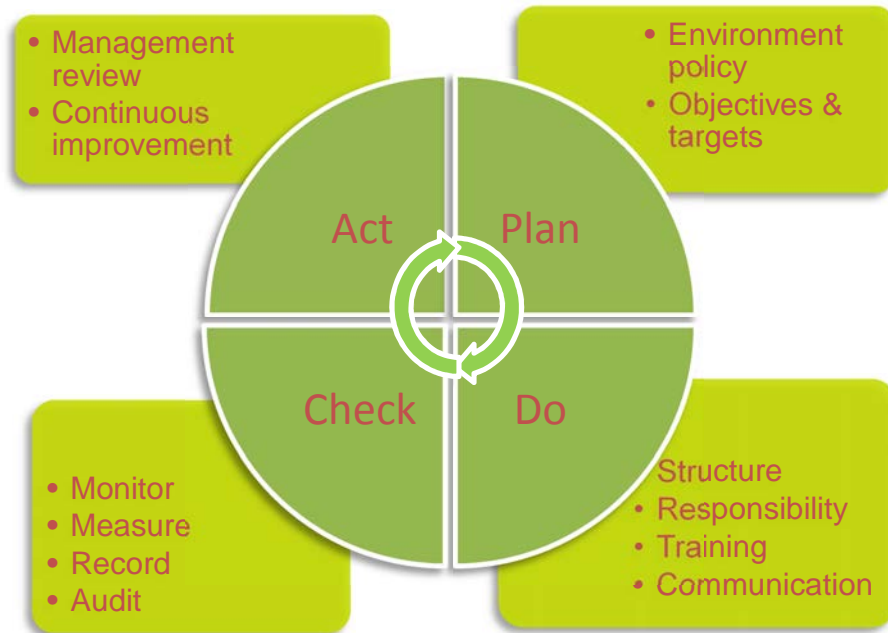 • Management
review
• Continuous
improvement
• Environment
policy
• Objectives &
targets
Act
Plan
Check
Do
• Monitor
• Measure
• Record
• Audit
Structure
• Responsibility
• Training
• Communication